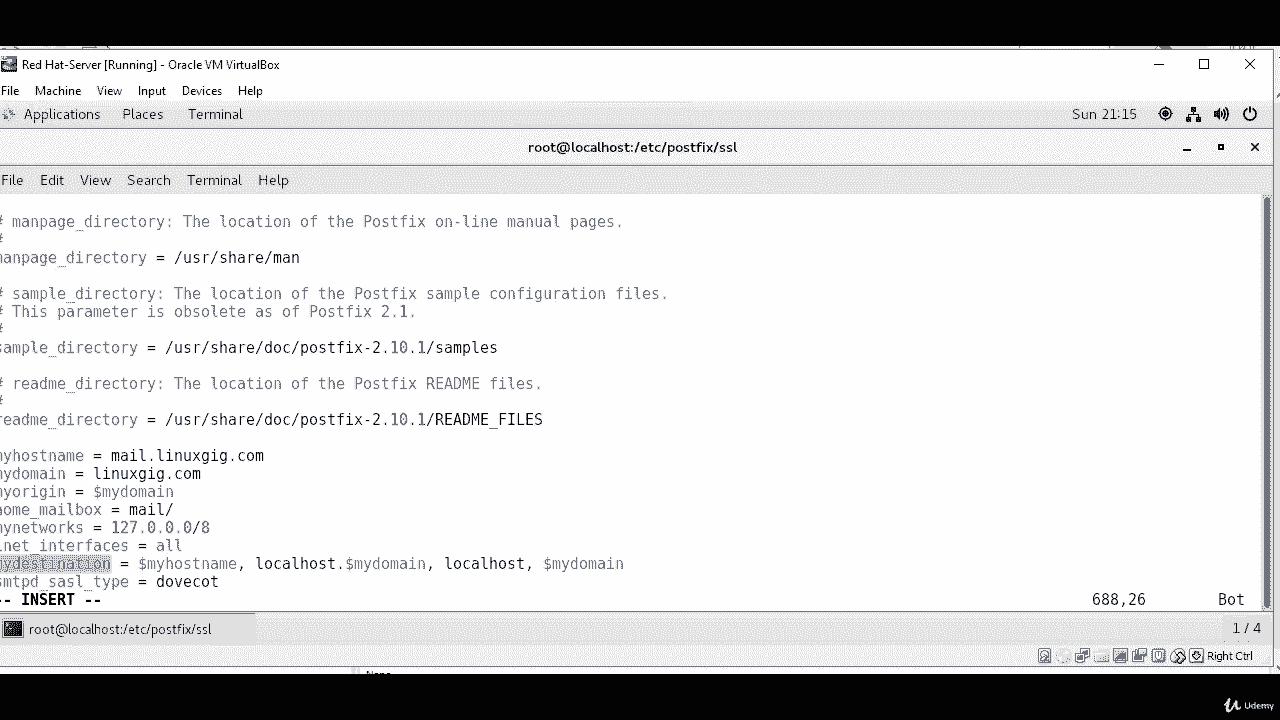 Red Hat-Server [Running] - Oracle VM VirtualBox
File Machine View Input Devices Help
Applications Places Terminal Sun 21:15
root@localhost:/etc/postfix/ssl
File Edit View Search Terminal Help
# manpage_directory: The location of the Postfix on-line manual pages.
#
manpage_directory = /usr/share/man
# sample_directory: The location of the Postfix sample configuration files.
# This parameter is obsolete as of Postfix 2.1.
#
sample_directory = /usr/share/doc/postfix-2.10.1/samples
# readme_directory: The location of the Postfix README files.
#
readme_directory = /usr/share/doc/postfix-2.10.1/README_FILES
myhostname = mail.linuxgig.com
mydomain = linuxgig.com
myorigin = $mydomain
home_mailbox = mail/
mynetworks = 127.0.0.0/8
inet_interfaces = all
mydestination = $myhostname, localhost.$mydomain, localhost, $mydomain
smtpd_sasl_type = dovecot
-- INSERT -- 688,26 Bot
root@localhost:/etc/postfix/ssl 1 / 4
Right Ctrl
Udemy